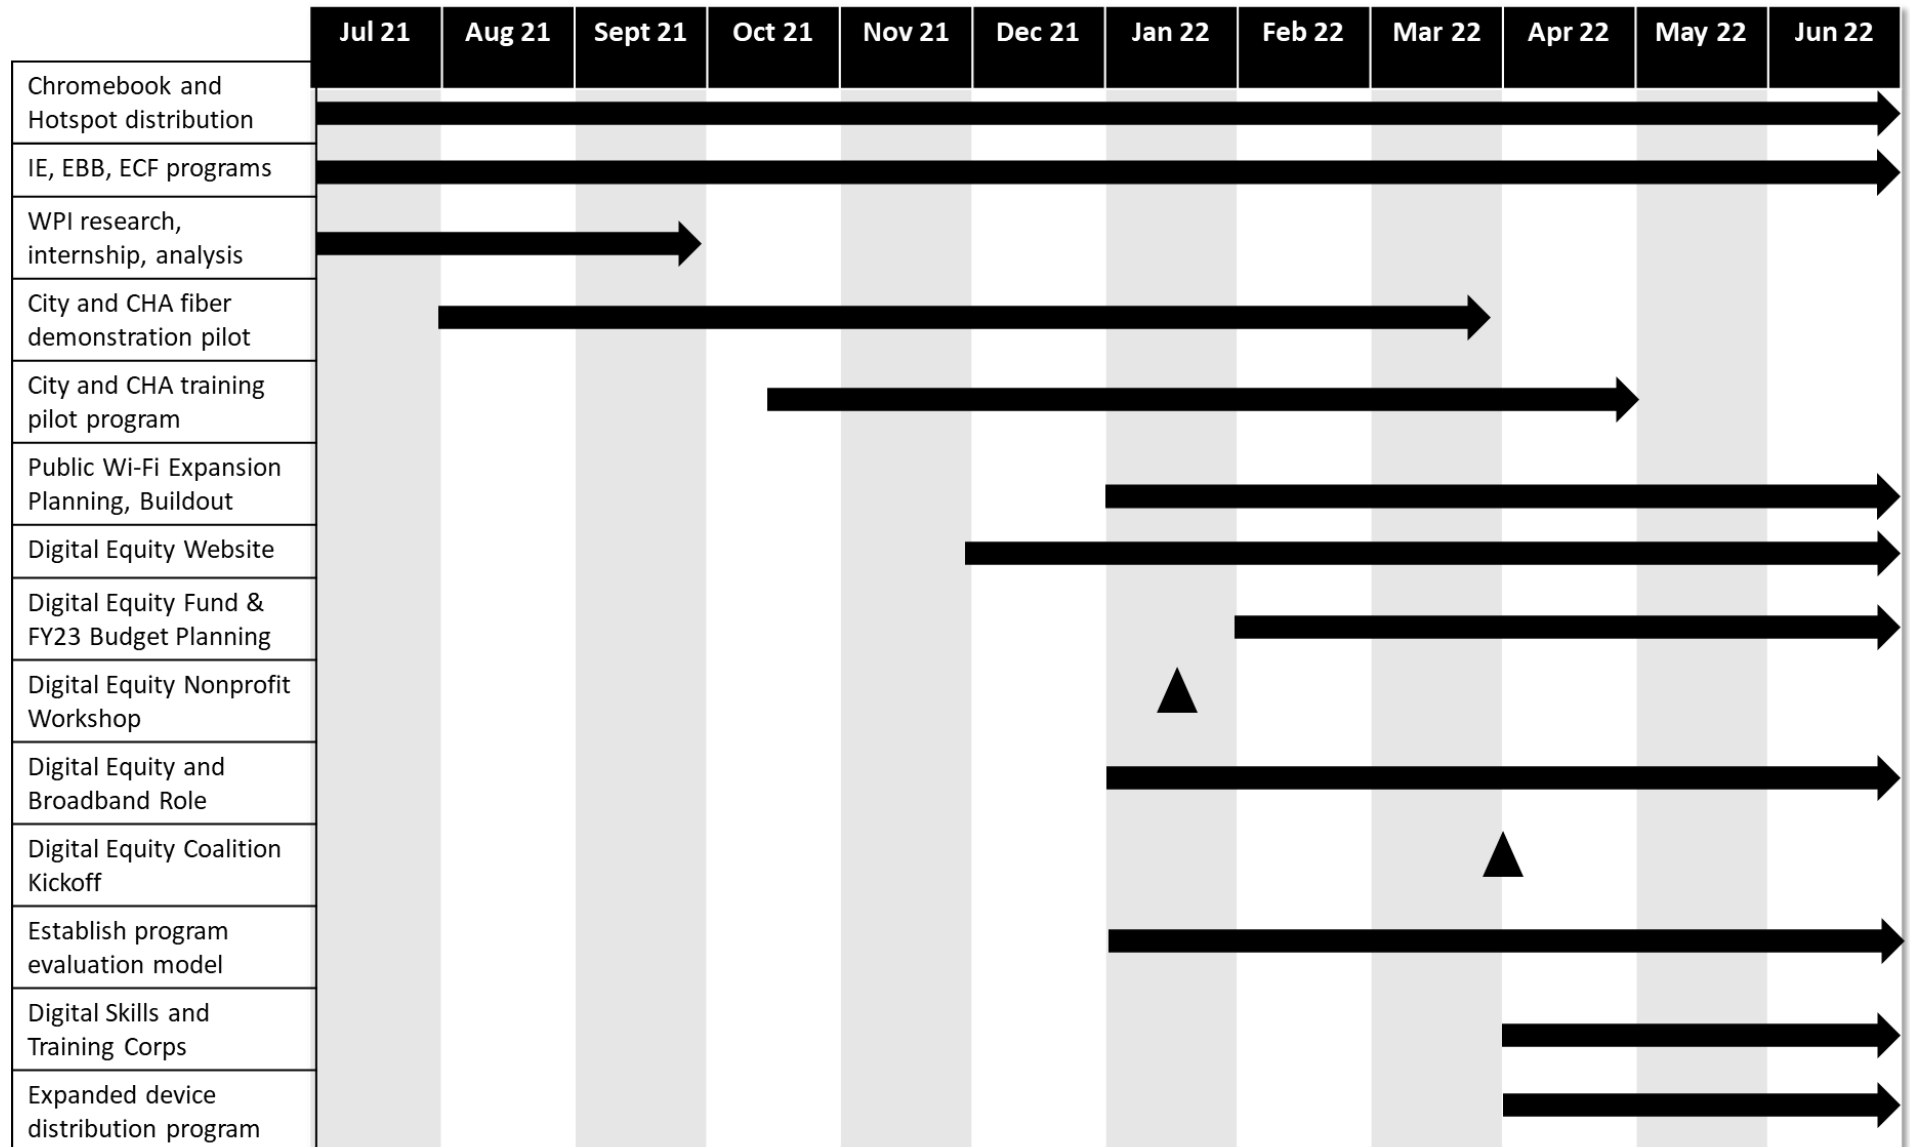 Jul 21 Aug 21 Sept 21 Oct 21 Nov 21 Dec 21 Jan 22 Feb 22 Mar 22 Apr 22 May 22 Jun 22
Chromebook and
Hotspot distribution
IE, EBB, ECF programs
WPI research,
internship, analysis
City and CHA fiber
demonstration pilot
City and CHA training
pilot program
Public Wi-Fi Expansion
Planning, Buildout
Digital Equity Website
Digital Equity Fund &
FY23 Budget Planning
Digital Equity Nonprofit
Workshop
Digital Equity and
Broadband Role
Digital Equity Coalition
Kickoff
Establish program
evaluation model
Digital Skills and
Training Corps
Expanded device
distribution program